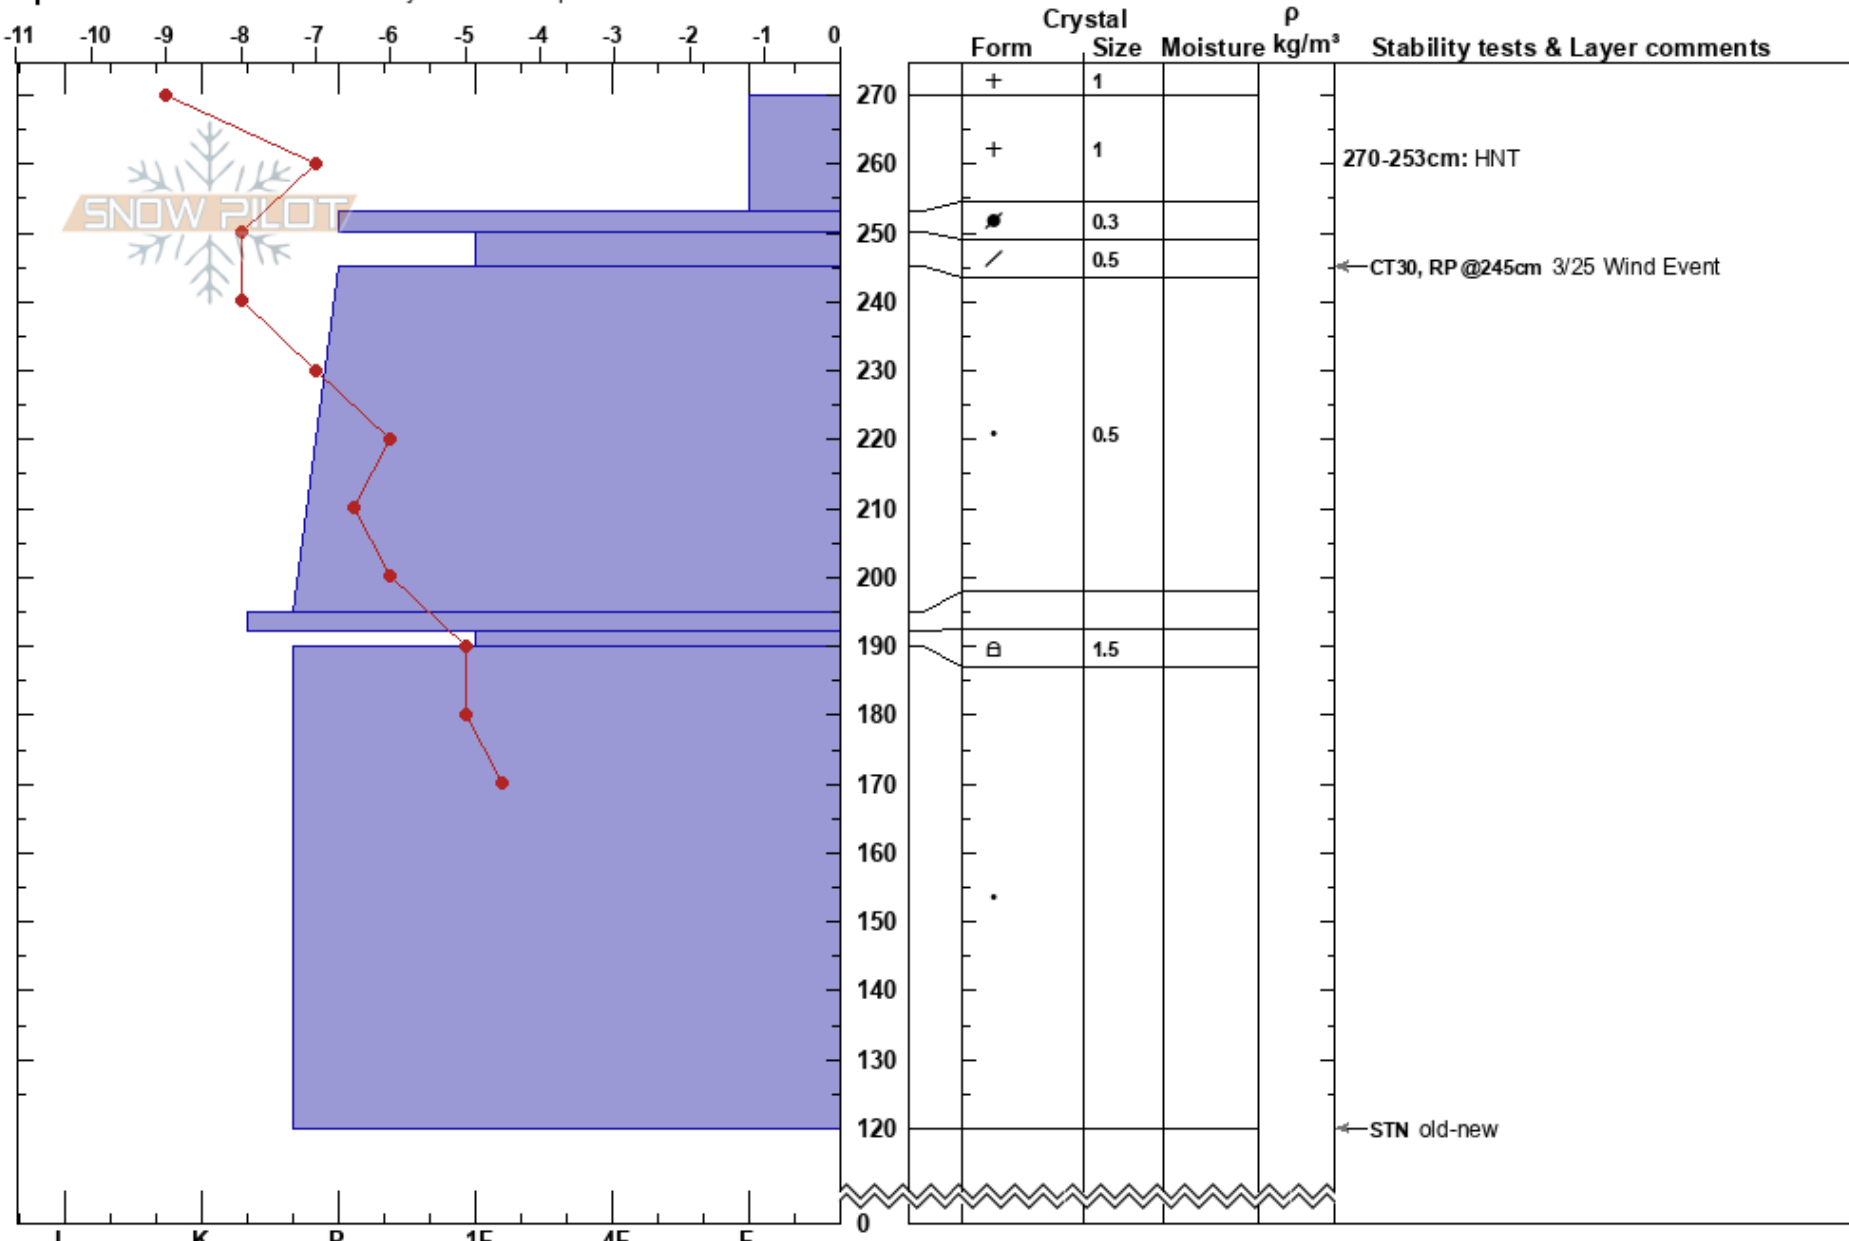 Crystal ρ
-11 -10 -9 -8 -7 -6 -5 -4 -3 -2 -1 0
Form Size Moisture kg/m³ Stability tests & Layer comments
+ 1
270
+ 1
260 270-253cm: HNT
SNOW PILOT
0.3
250
/ 0.5
CT30, RP @245cm 3/25 Wind Event
240
230
220
0.5
210
200
190
1.5
180
170
160
150
140
130
120 STN old-new
0
K P 1F 4F F